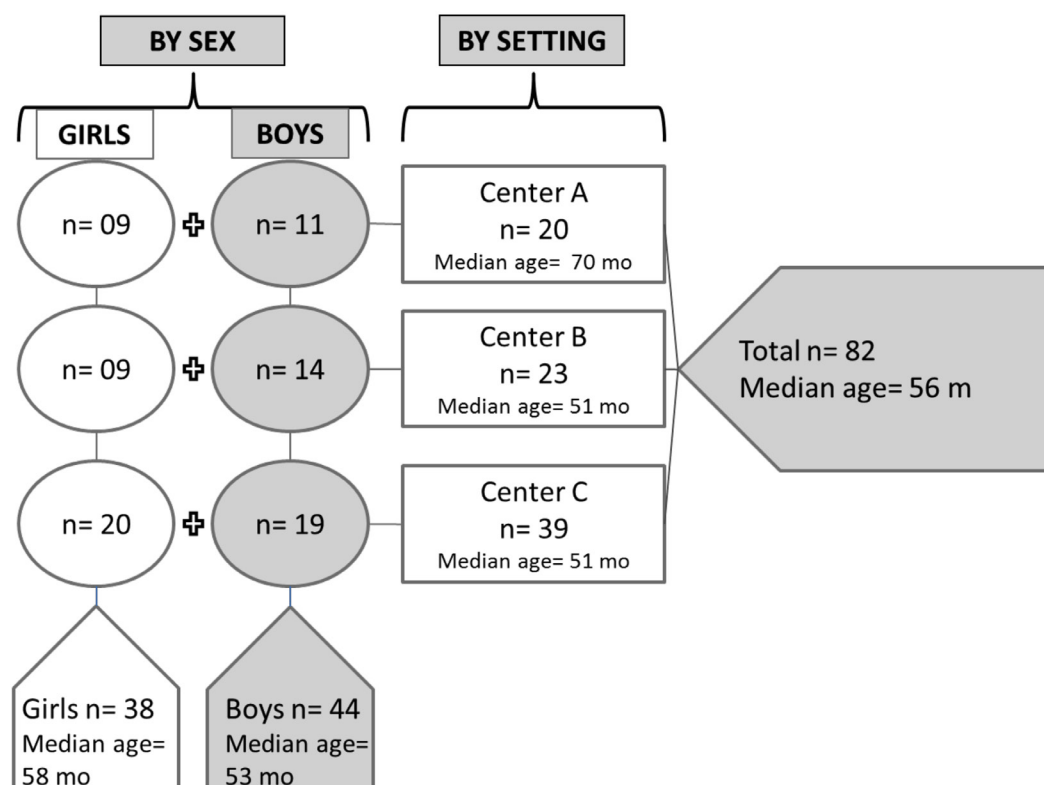 BY SEX
BY SETTING
GIRLS
BOYS
n= 09
n= 11
Center A
n= 20
Median age=  70 mo
n= 09
n= 14
Center B
n= 23
Median age= 51 mo
Total n= 82
Median age= 56 m
n= 20
n= 19
Center C
n= 39
Median age= 51 mo
Girls n= 38
Median age=
58 mo
Boys n= 44
Median age=
53 mo